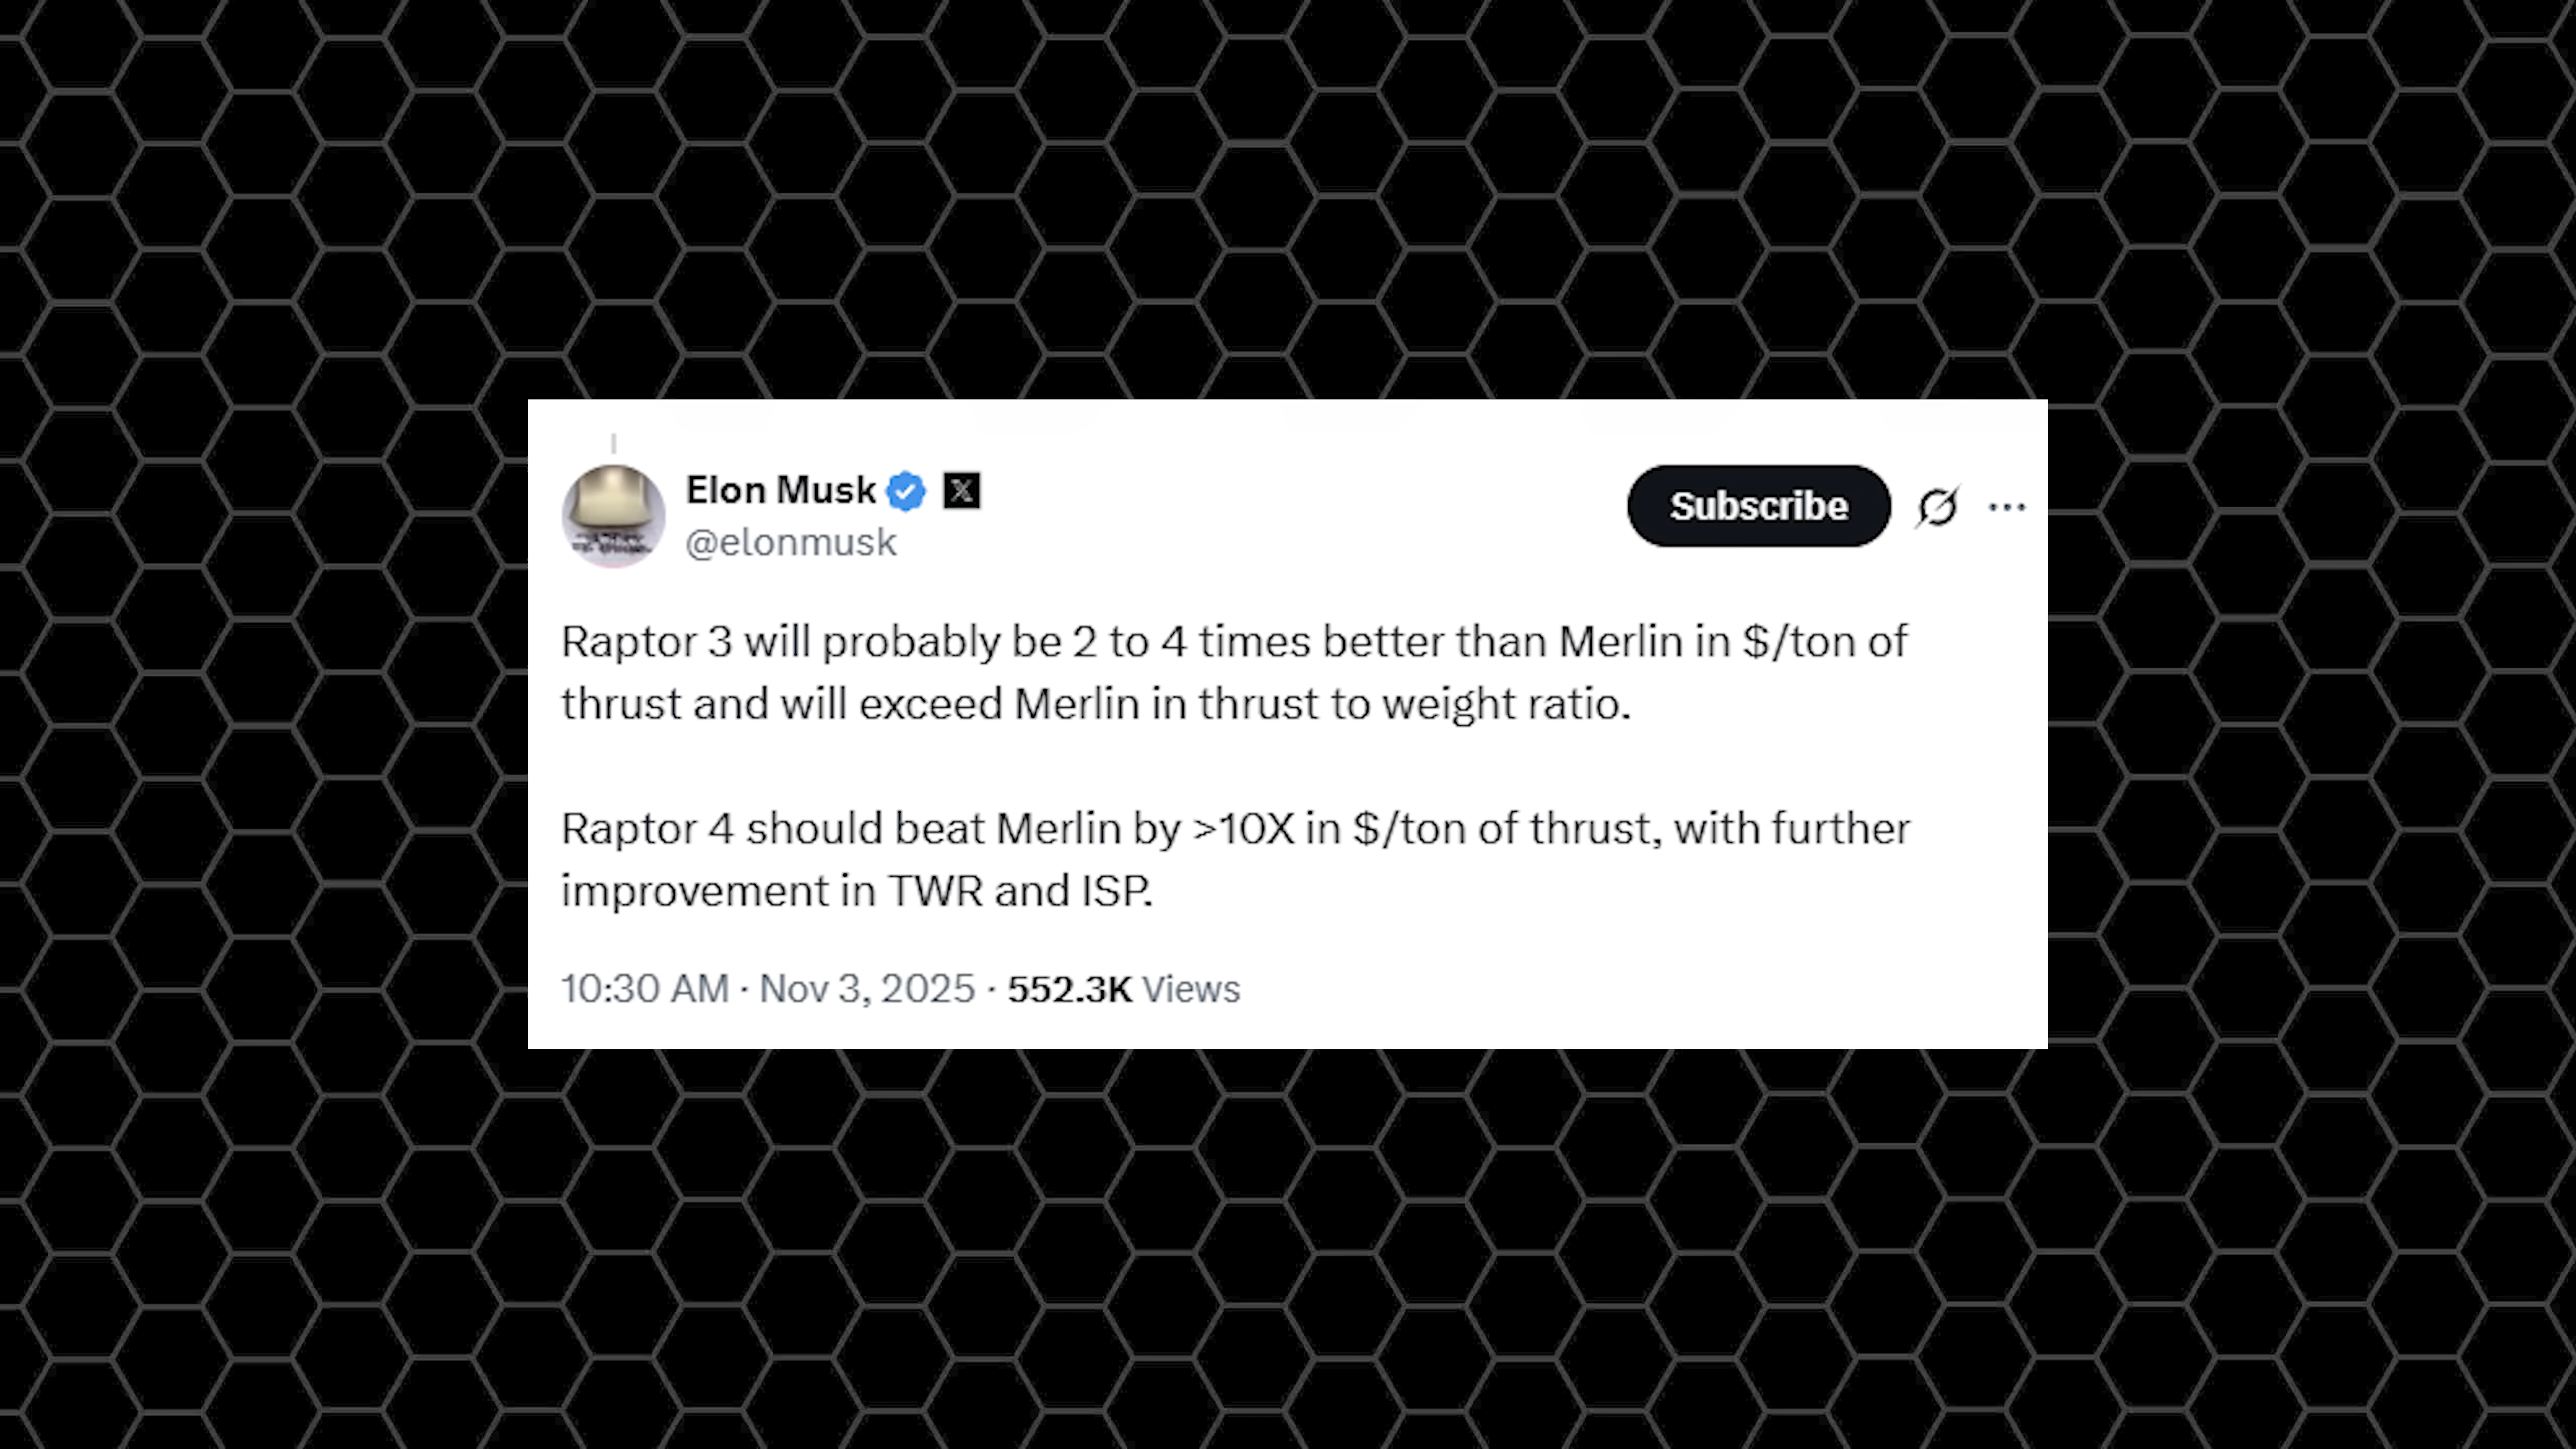 Elon Musk
Subscribe
@elonmusk
Raptor 3 will probably be 2 to 4 times better than Merlin in $/ton of
thrust and will exceed Merlin in thrust to weight ratio.
Raptor 4 should beat Merlin by >10X in $/ton of thrust, with further
improvement in TWR and ISP.
10:30 AM · Nov 3, 2025 · 552.3K Views